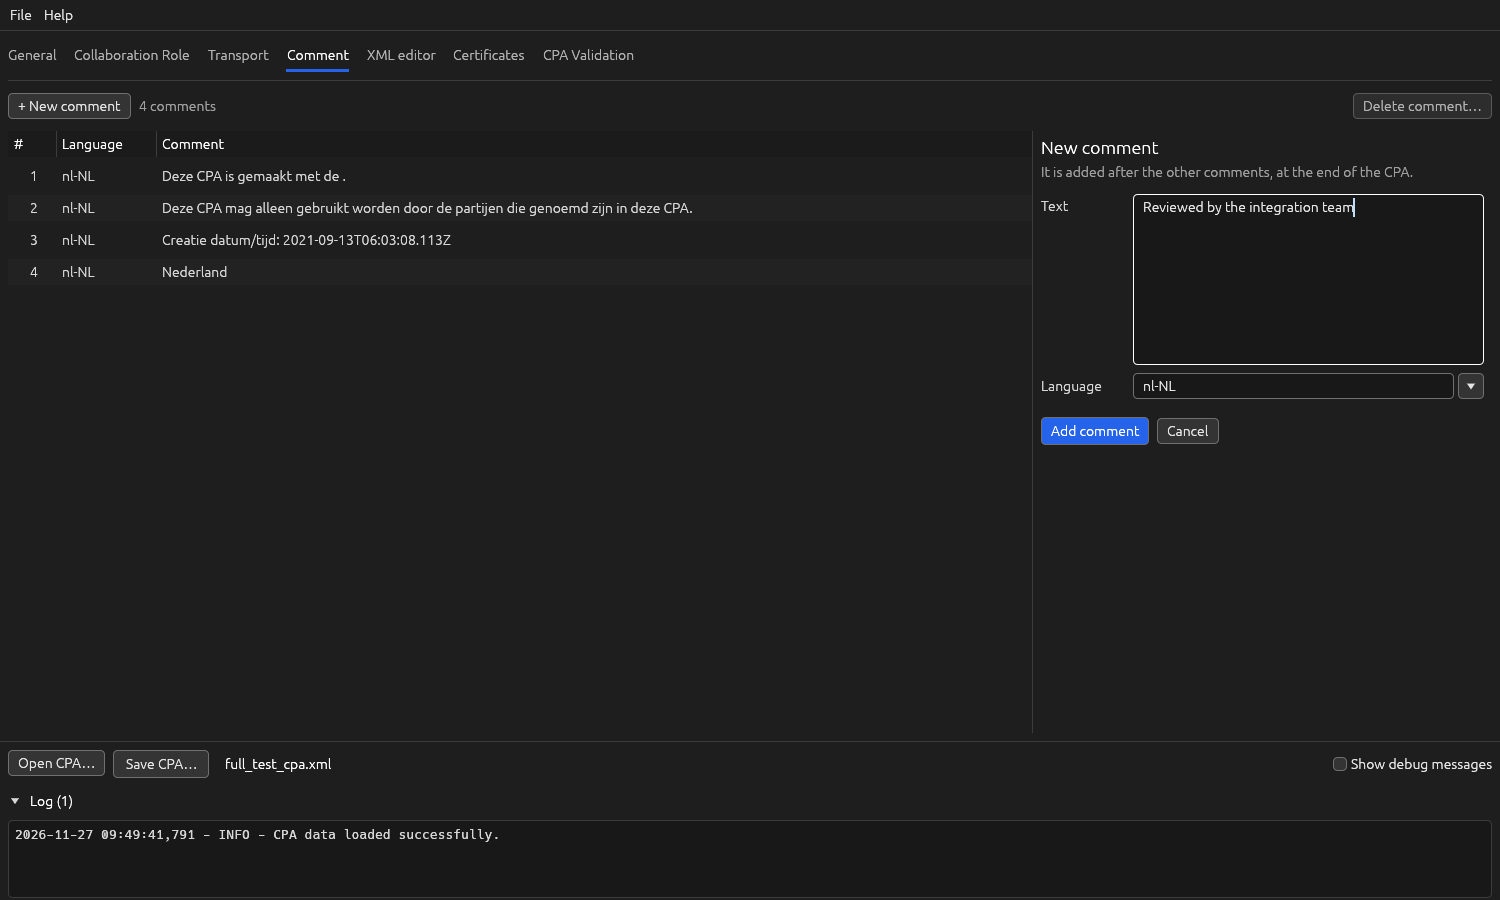 File Help
General Collaboration Role Transport Comment XML editor Certificates CPA Validation
+ New comment 4 comments Delete comment…
# Language Comment
1 nl-NL Deze CPA is gemaakt met de .
2 nl-NL Deze CPA mag alleen gebruikt worden door de partijen die genoemd zijn in deze CPA.
3 nl-NL Creatie datum/tijd: 2021-09-13T06:03:08.113Z
4 nl-NL Nederland
New comment
It is added after the other comments, at the end of the CPA.
Text Reviewed by the integration team
Language nl-NL
Add comment Cancel
Open CPA… Save CPA… full_test_cpa.xml Show debug messages
Log (1)
2026-11-27 09:49:41,791 - INFO - CPA data loaded successfully.